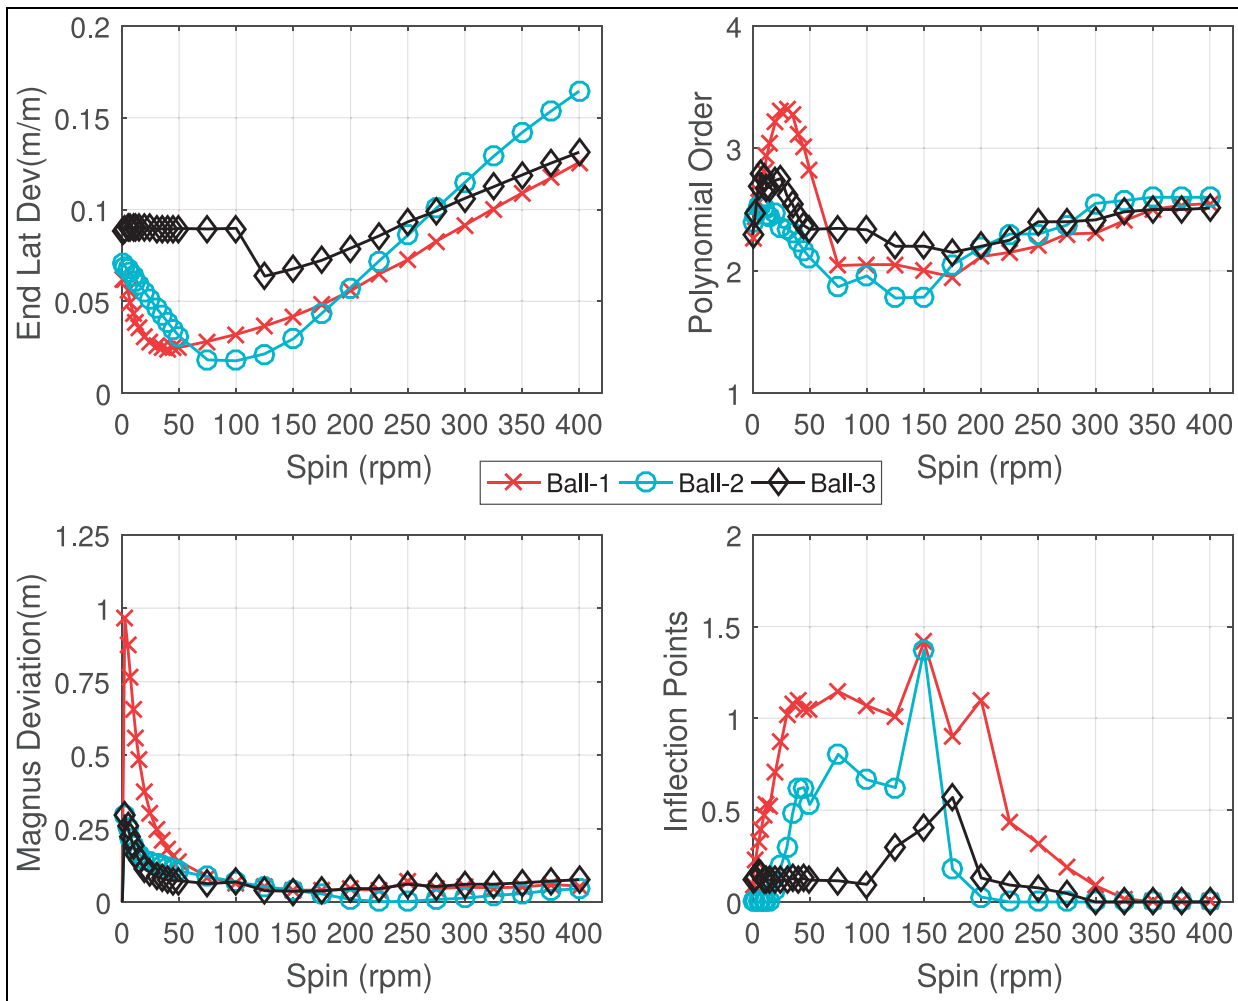 End Lat Dev(m/m)
0.2
0.15
0.1
0.05
0
0 50 100 150 200 250 300 350 400
Spin (rpm)
Polynomial Order
4
3
2
1
0 50 100 150 200 250 300 350 400
Spin (rpm)
Ball-1 Ball-2 Ball-3
Magnus Deviation(m)
1.25
1
0.75
0.5
0.25
0
0 50 100 150 200 250 300 350 400
Spin (rpm)
Inflection Points
2
1.5
1
0.5
0
0 50 100 150 200 250 300 350 400
Spin (rpm)